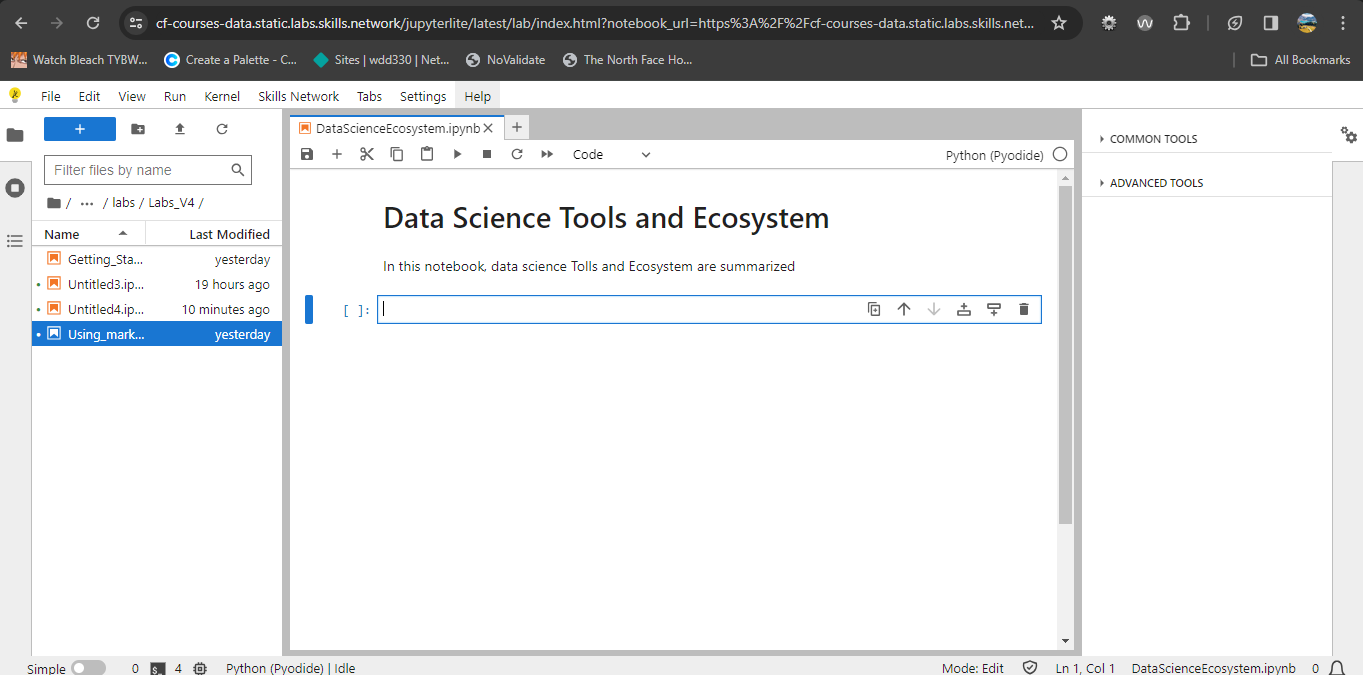 cf-courses-data.static.labs.skills.network/jupyterlite/latest/lab/index.html?notebook_url=https%3A%2F%2Fcf-courses-data.static.labs.skills.net...
Watch Bleach TYBW... Create a Palette - C... Sites | wdd330 | Net... NoValidate The North Face Ho... All Bookmarks
File Edit View Run Kernel Skills Network Tabs Settings Help
+
DataScienceEcosystem.ipynb
Code Python (Pyodide)
Filter files by name
/ ... / labs / Labs_V4 /
Name Last Modified
Getting_Sta... yesterday
Untitled3.ip... 19 hours ago
Untitled4.ip... 10 minutes ago
Using_mark... yesterday
Data Science Tools and Ecosystem
In this notebook, data science Tolls and Ecosystem are summarized
[ ]:
COMMON TOOLS
ADVANCED TOOLS
Simple 0 $_ 4 Python (Pyodide) | Idle Mode: Edit Ln 1, Col 1 DataScienceEcosystem.ipynb 0